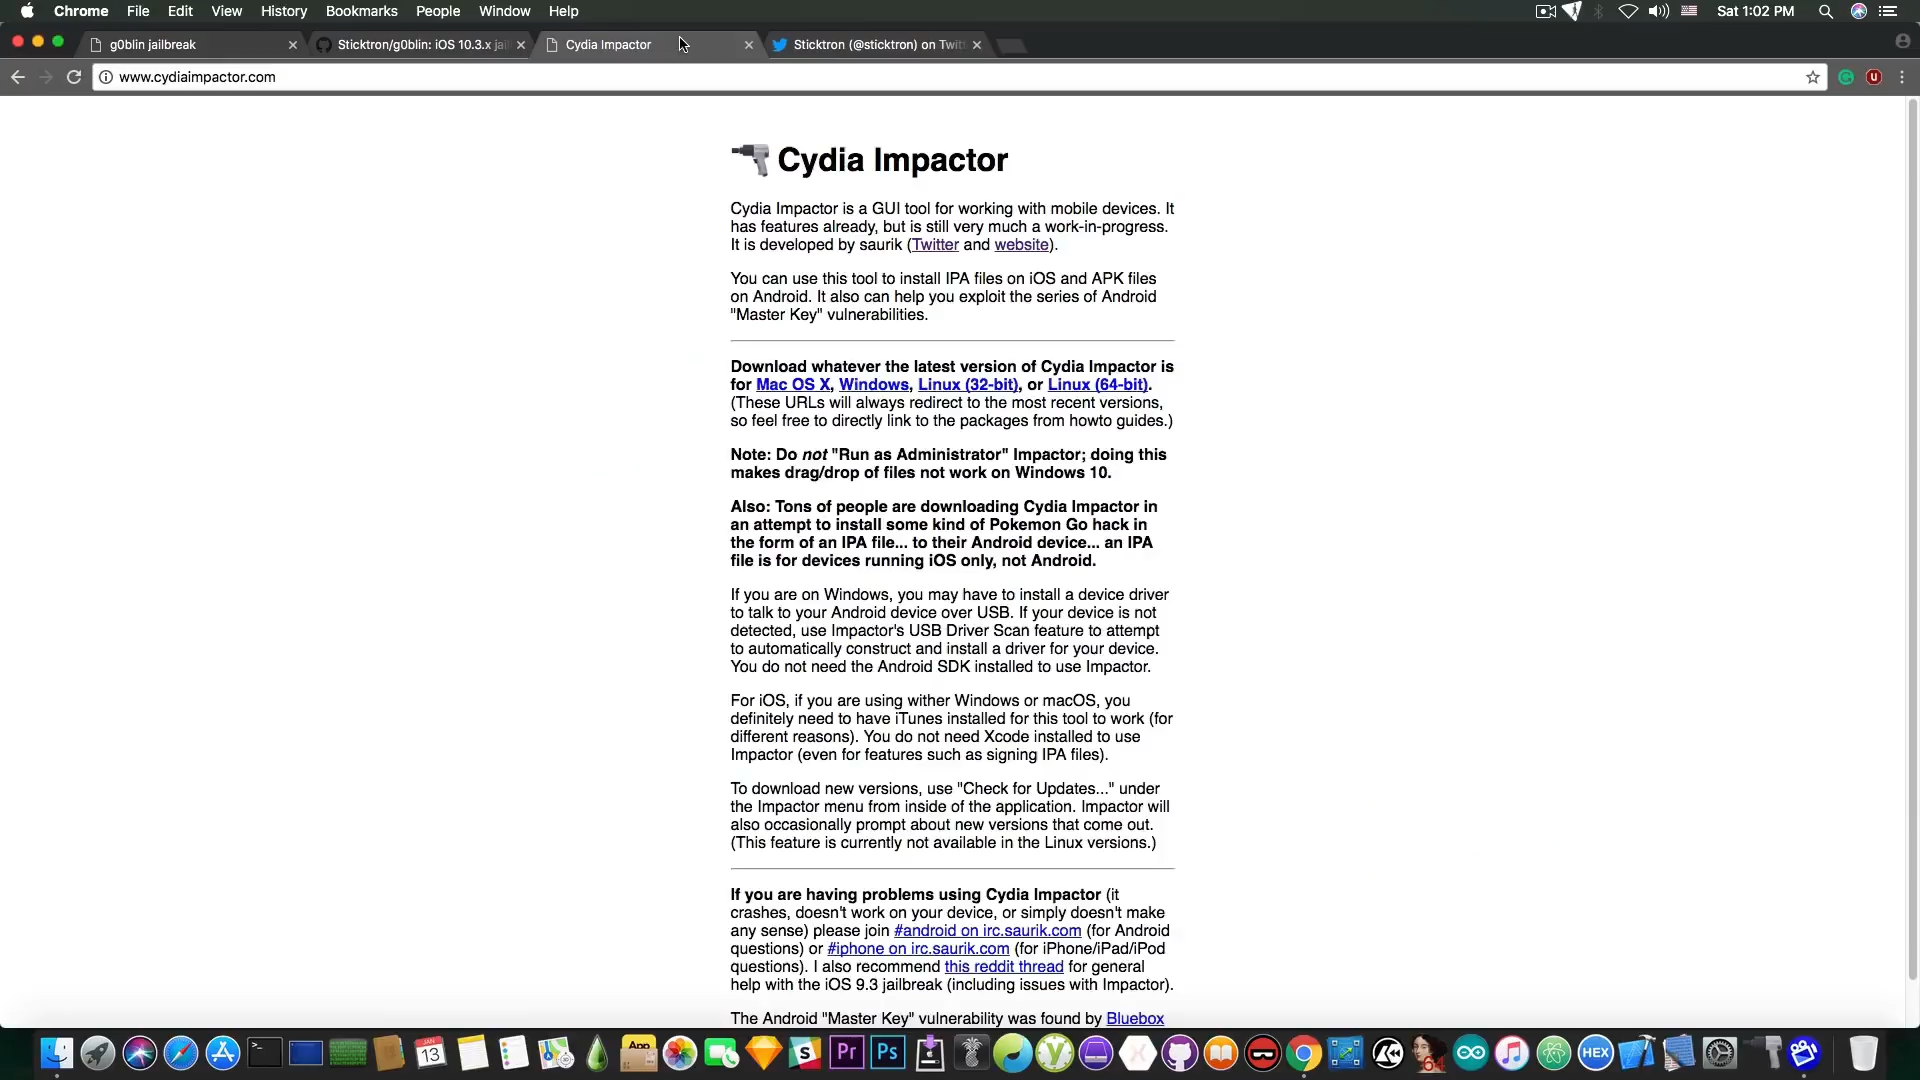 Chrome File Edit View History Bookmarks People Window Help Sat 1:02 PM
g0blin jailbreak Sticktron/g0blin: iOS 10.3.x jail Cydia Impactor Sticktron (@sticktron) on Twitt
www.cydiaimpactor.com
Cydia Impactor
Cydia Impactor is a GUI tool for working with mobile devices. It
has features already, but is still very much a work-in-progress.
It is developed by saurik (Twitter and website).
You can use this tool to install IPA files on iOS and APK files
on Android. It also can help you exploit the series of Android
"Master Key" vulnerabilities.
Download whatever the latest version of Cydia Impactor is
for Mac OS X, Windows, Linux (32-bit), or Linux (64-bit).
(These URLs will always redirect to the most recent versions,
so feel free to directly link to the packages from howto guides.)
Note: Do not "Run as Administrator" Impactor; doing this
makes drag/drop of files not work on Windows 10.
Also: Tons of people are downloading Cydia Impactor in
an attempt to install some kind of Pokemon Go hack in
the form of an IPA file... to their Android device... an IPA
file is for devices running iOS only, not Android.
If you are on Windows, you may have to install a device driver
to talk to your Android device over USB. If your device is not
detected, use Impactor's USB Driver Scan feature to attempt
to automatically construct and install a driver for your device.
You do not need the Android SDK installed to use Impactor.
For iOS, if you are using wither Windows or macOS, you
definitely need to have iTunes installed for this tool to work (for
different reasons). You do not need Xcode installed to use
Impactor (even for features such as signing IPA files).
To download new versions, use "Check for Updates..." under
the Impactor menu from inside of the application. Impactor will
also occasionally prompt about new versions that come out.
(This feature is currently not available in the Linux versions.)
If you are having problems using Cydia Impactor (it
crashes, doesn't work on your device, or simply doesn't make
any sense) please join #android on irc.saurik.com (for Android
questions) or #iphone on irc.saurik.com (for iPhone/iPad/iPod
questions). I also recommend this reddit thread for general
help with the iOS 9.3 jailbreak (including issues with Impactor).
The Android "Master Key" vulnerability was found by Bluebox
JAN 13 App Pr Ps 64 HEX